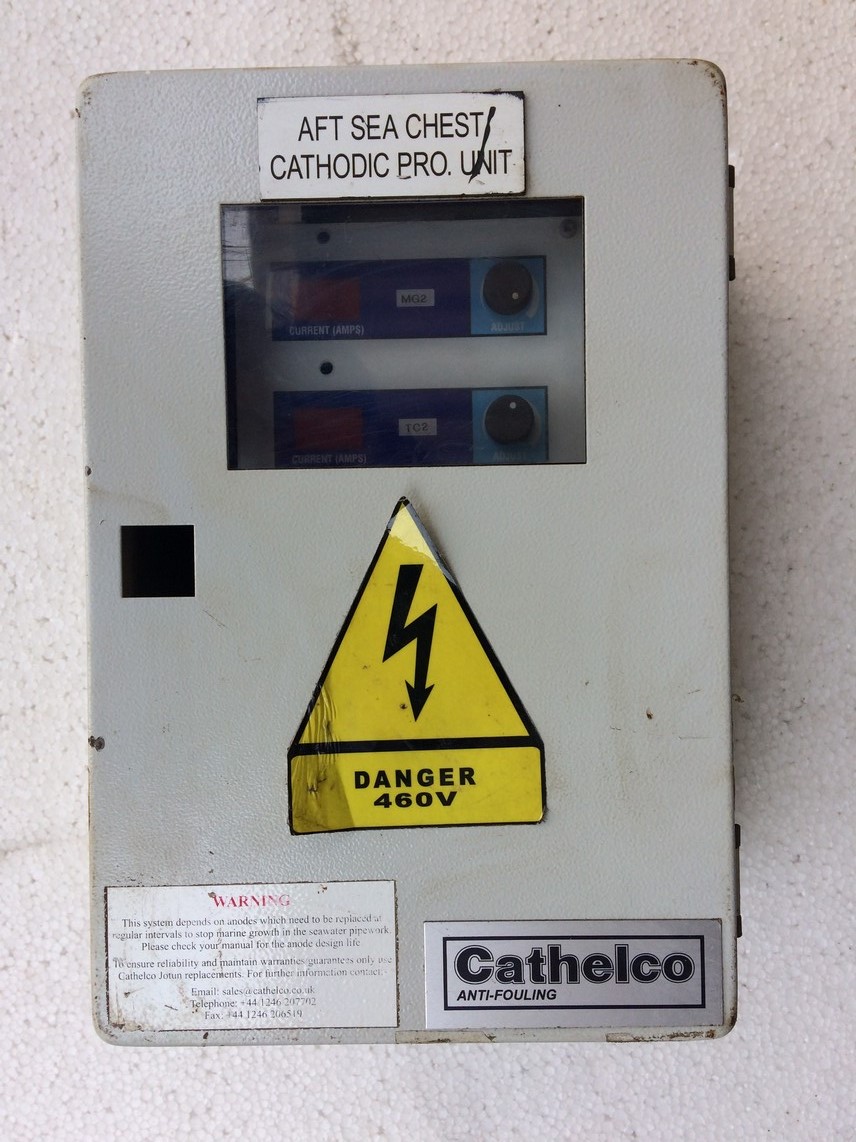 AFT SEA CHEST
CATHODIC PRO. UNIT
MG2
CURRENT (AMPS)
ADJUST
TC2
CURRENT (AMPS)
ADJUST
DANGER
460V
WARNING
This system depends on anodes which need to be replaced at
regular intervals to stop marine growth in the seawater pipework.
Please check your manual for the anode design life
To ensure reliability and maintain warranties guarantees only use
Cathelco Jotun replacements. For further information contact:
Email: sales@cathelco.co.uk
Telephone: +44 1246 207702
Fax: +44 1246 206519
Cathelco
ANTI-FOULING